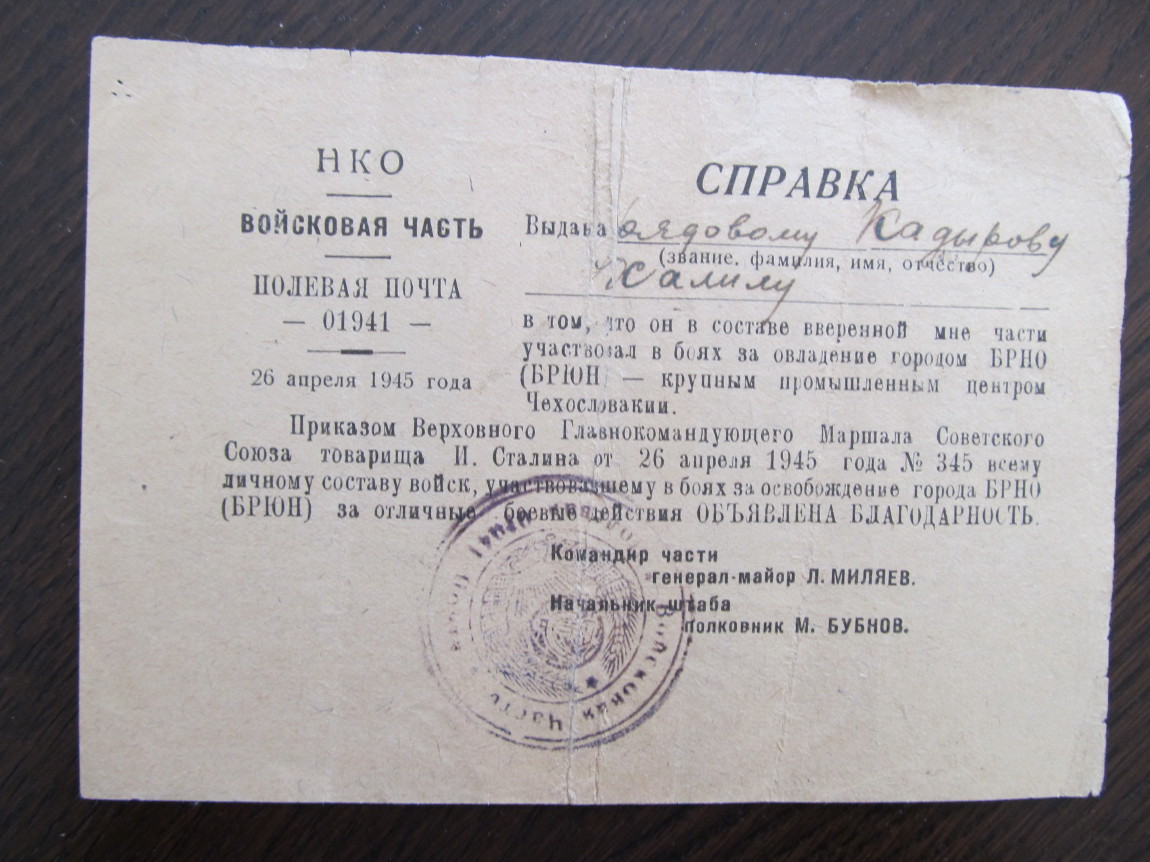 НКО
ВОЙСКОВАЯ ЧАСТЬ
ПОЛЕВАЯ ПОЧТА
— 01941 —
26 апреля 1945 года
СПРАВКА
Выдана рядовому Кадырову
(звание, фамилия, имя, отчество)
Халилу
в том, что он в составе вверенной мне части
участвовал в боях за овладение городом БРНО
(БРЮН — крупным промышленным центром
Чехословакии.
Приказом Верховного Главнокомандующего Маршала Советского
Союза товарища И. Сталина от 26 апреля 1945 года № 345 всему
личному составу войск, участвовавшему в боях за освобождение города БРНО
(БРЮН) за отличные боевые действия ОБЪЯВЛЕНА БЛАГОДАРНОСТЬ.
Командир части
генерал-майор Л. МИЛЯЕВ.
Начальник штаба
полковник М. БУБНОВ.
Войсковая Часть